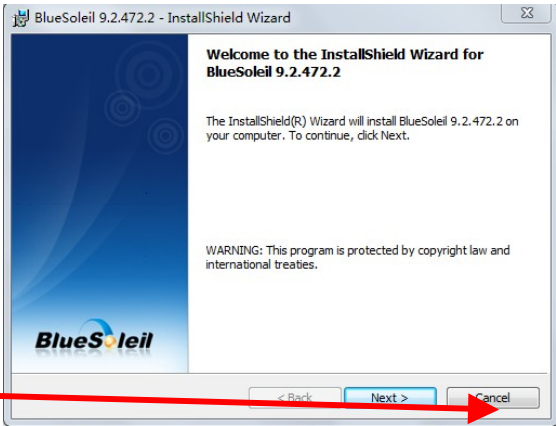 BlueSoleil 9.2.472.2 - InstallShield Wizard
Welcome to the InstallShield Wizard for
BlueSoleil 9.2.472.2
The InstallShield(R) Wizard will install BlueSoleil 9.2.472.2 on
your computer. To continue, click Next.
WARNING: This program is protected by copyright law and
international treaties.
BlueSoleil
< Back
Next >
Cancel